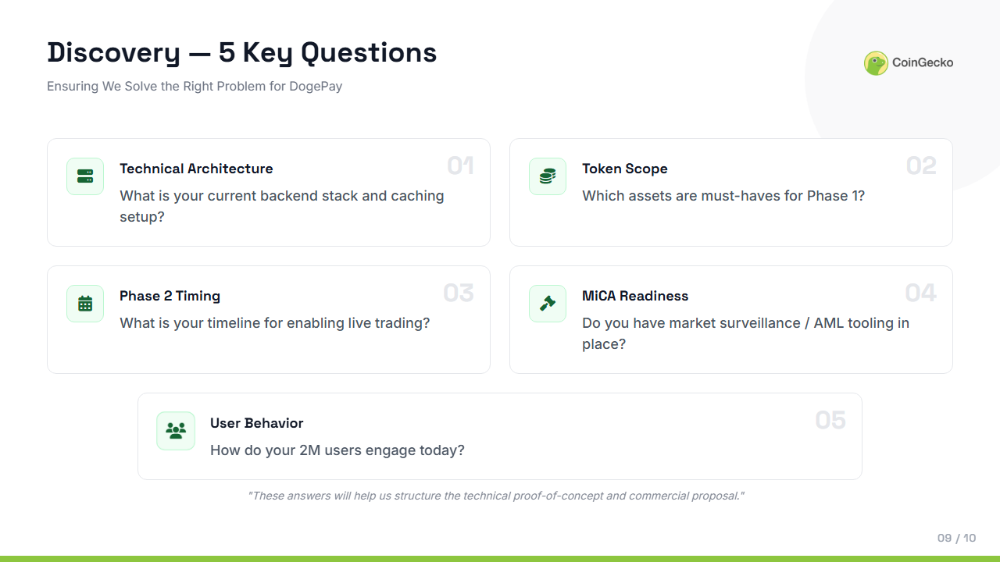 Discovery — 5 Key Questions
Ensuring We Solve the Right Problem for DogePay
CoinGecko
Technical Architecture
01
What is your current backend stack and caching
setup?
Token Scope
02
Which assets are must-haves for Phase 1?
Phase 2 Timing
03
What is your timeline for enabling live trading?
MiCA Readiness
04
Do you have market surveillance / AML tooling in
place?
User Behavior
05
How do your 2M users engage today?
"These answers will help us structure the technical proof-of-concept and commercial proposal."
09 / 10